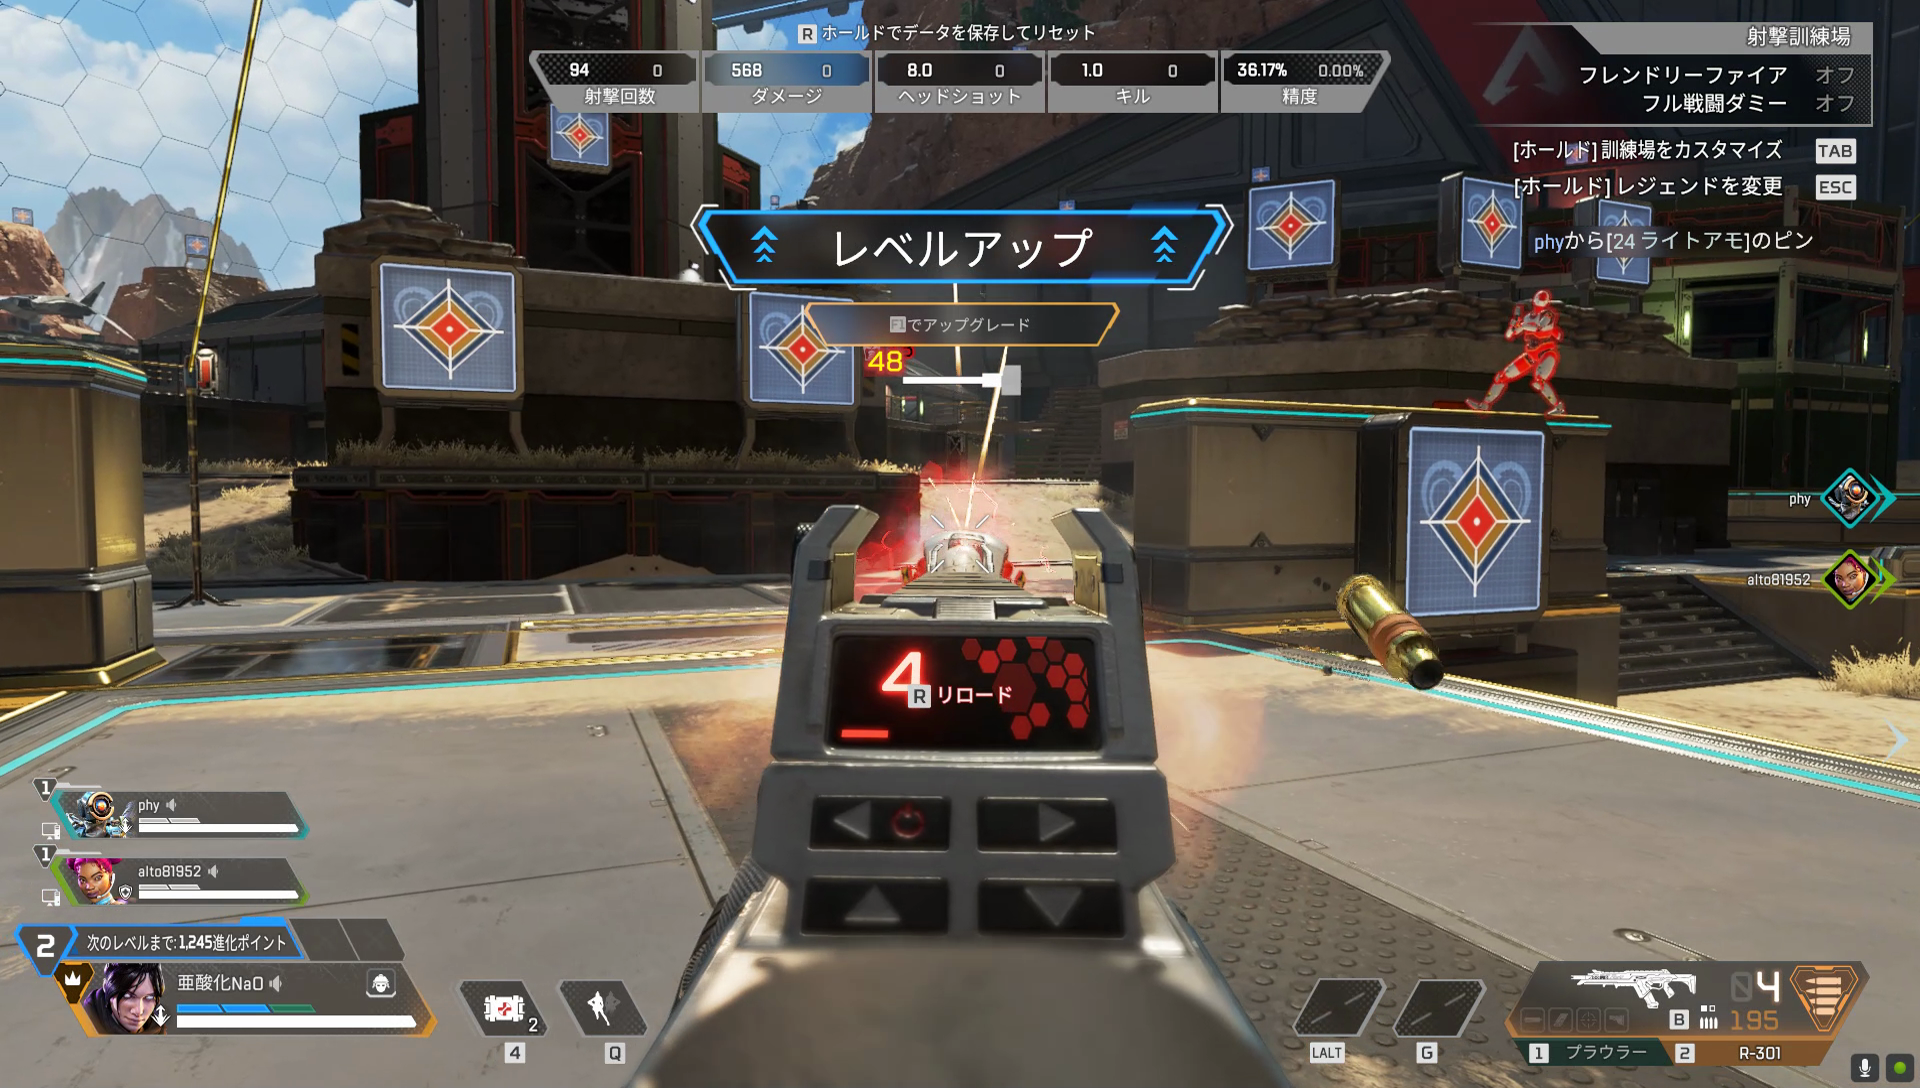 R ホールドでデータを保存してリセット
94 0 568 0 8.0 0 1.0 0 36.17% 0.00%
射撃回数 ダメージ ヘッドショット キル 精度
射撃訓練場
フレンドリーファイア オフ
フル戦闘ダミー オフ
[ホールド]訓練場をカスタマイズ TAB
[ホールド]レジェンドを変更 ESC
phyから[24 ライトアモ]のピン
レベルアップ
F1でアップグレード
48
phy
alto81952
4
R リロード
1
phy
1
alto81952
2 次のレベルまで:1,245進化ポイント
亜酸化NaO
2
4 Q
LALT G
04
B 195
1 プラウラー 2 R-301